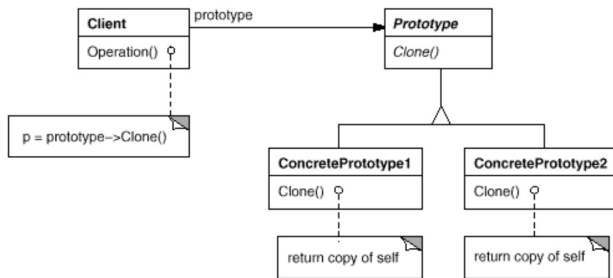 Client
prototype
Prototype
Operation()
Clone()
p = prototype->Clone()
ConcretePrototype1
ConcretePrototype2
Clone()
Clone()
return copy of self
return copy of self